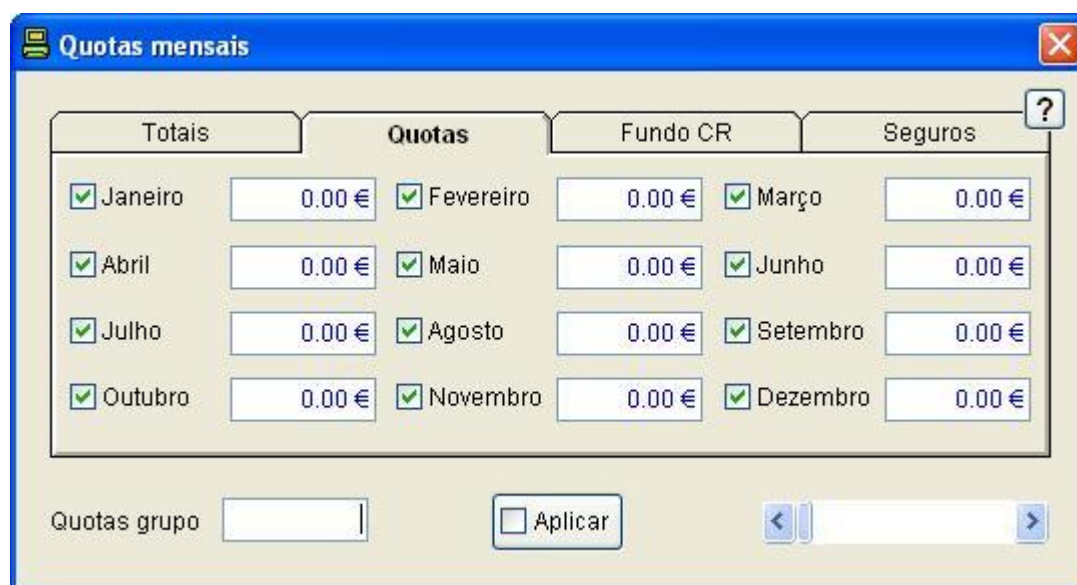 Quotas mensais
?
Totais Quotas Fundo CR Seguros
Janeiro 0.00 € Fevereiro 0.00 € Março 0.00 €
Abril 0.00 € Maio 0.00 € Junho 0.00 €
Julho 0.00 € Agosto 0.00 € Setembro 0.00 €
Outubro 0.00 € Novembro 0.00 € Dezembro 0.00 €
Quotas grupo Aplicar